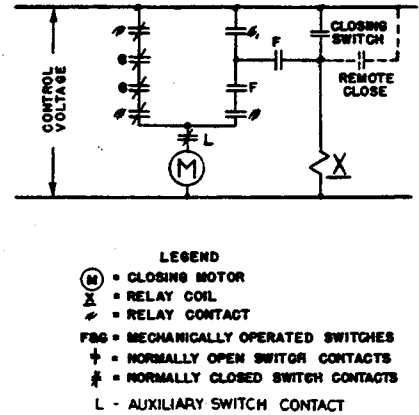 CONTROL
VOLTAGE
G
G
G
F
F
CLOSING
SWITCH
REMOTE
CLOSE
L
M
X
LEGEND
M = CLOSING MOTOR
X = RELAY COIL
= RELAY CONTACT
F&G = MECHANICALLY OPERATED SWITCHES
= NORMALLY OPEN SWITCH CONTACTS
= NORMALLY CLOSED SWITCH CONTACTS
L - AUXILIARY SWITCH CONTACT